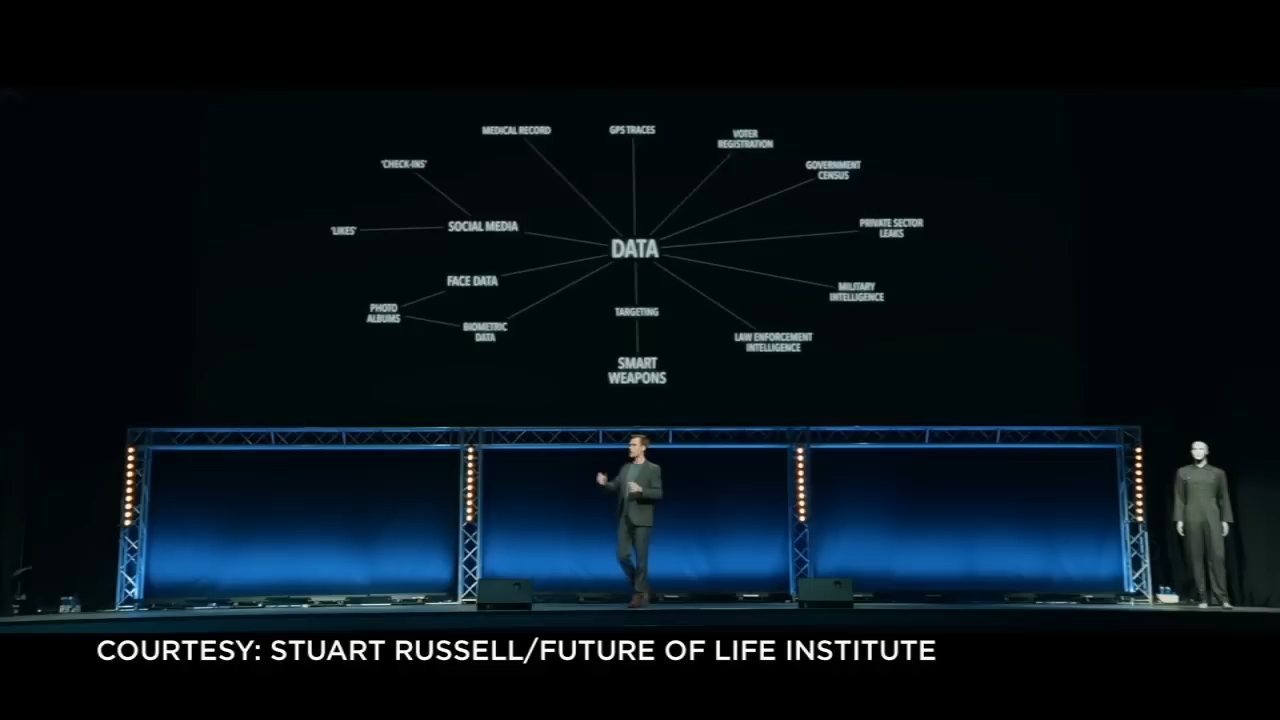 MEDICAL RECORD
GPS TRACES
VOTER
REGISTRATION
'CHECK-INS'
GOVERNMENT
CENSUS
'LIKES'
SOCIAL MEDIA
PRIVATE SECTOR
LEAKS
DATA
FACE DATA
MILITARY
INTELLIGENCE
PHOTO
ALBUMS
TARGETING
BIOMETRIC
DATA
LAW ENFORCEMENT
INTELLIGENCE
SMART
WEAPONS
COURTESY: STUART RUSSELL/FUTURE OF LIFE INSTITUTE